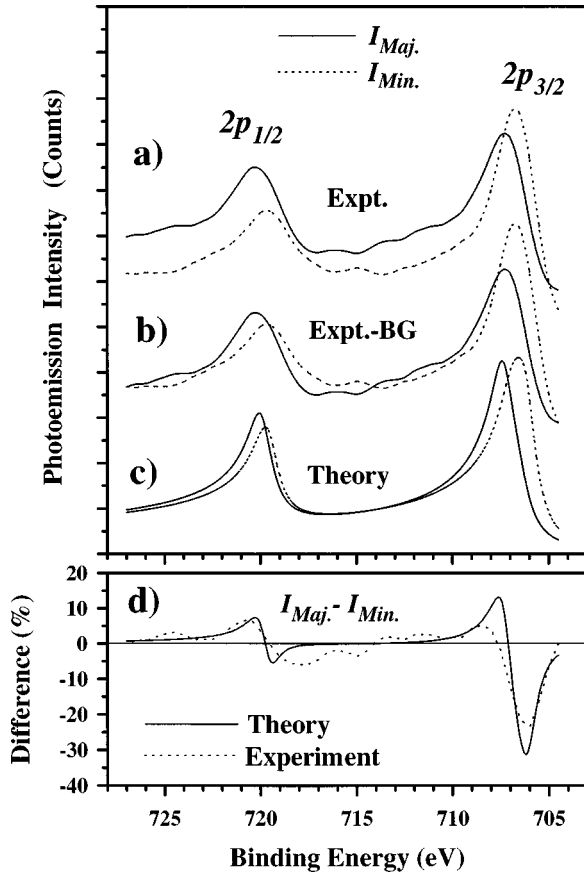 I_Maj.
I_Min.
2p_1/2
2p_3/2
a)
Expt.
b)
Expt.-BG
c)
Theory
Photoemission Intensity (Counts)
d)
I_Maj. - I_Min.
Theory
Experiment
20
10
0
-10
-20
-30
-40
Difference (%)
725 720 715 710 705
Binding Energy (eV)